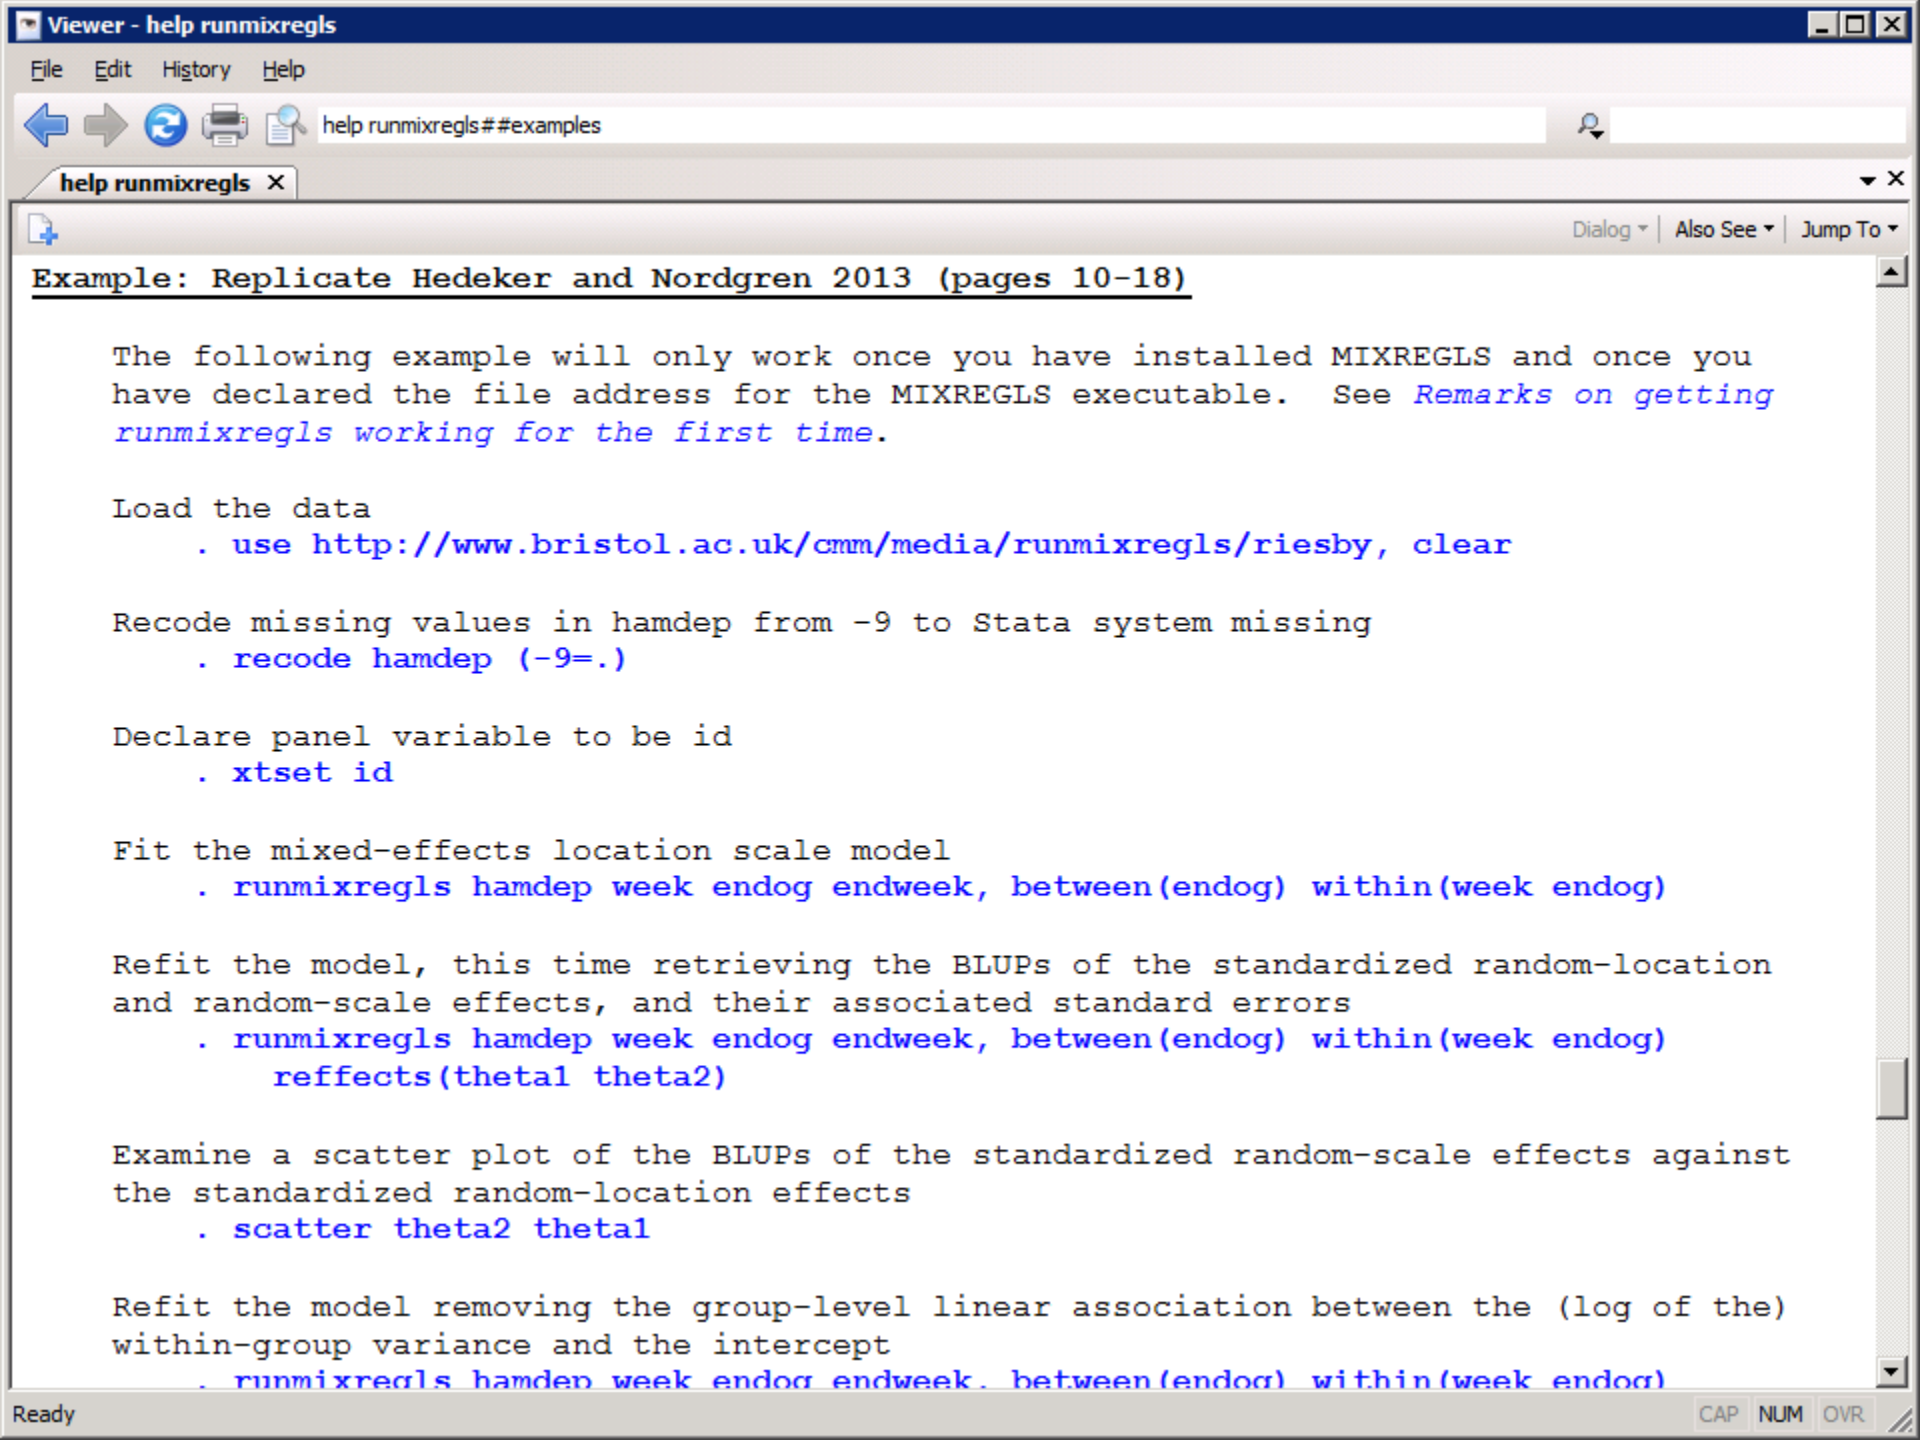 Viewer - help runmixregls
File Edit History Help
help runmixregls##examples
help runmixregls
Dialog Also See Jump To
Example: Replicate Hedeker and Nordgren 2013 (pages 10-18)
The following example will only work once you have installed MIXREGLS and once you
have declared the file address for the MIXREGLS executable.  See Remarks on getting
runmixregls working for the first time.
Load the data
. use http://www.bristol.ac.uk/cmm/media/runmixregls/riesby, clear
Recode missing values in hamdep from -9 to Stata system missing
. recode hamdep (-9=.)
Declare panel variable to be id
. xtset id
Fit the mixed-effects location scale model
. runmixregls hamdep week endog endweek, between(endog) within(week endog)
Refit the model, this time retrieving the BLUPs of the standardized random-location
and random-scale effects, and their associated standard errors
. runmixregls hamdep week endog endweek, between(endog) within(week endog)
reffects(theta1 theta2)
Examine a scatter plot of the BLUPs of the standardized random-scale effects against
the standardized random-location effects
. scatter theta2 theta1
Refit the model removing the group-level linear association between the (log of the)
within-group variance and the intercept
. runmixregls hamdep week endog endweek, between(endog) within(week endog)
Ready CAP NUM OVR